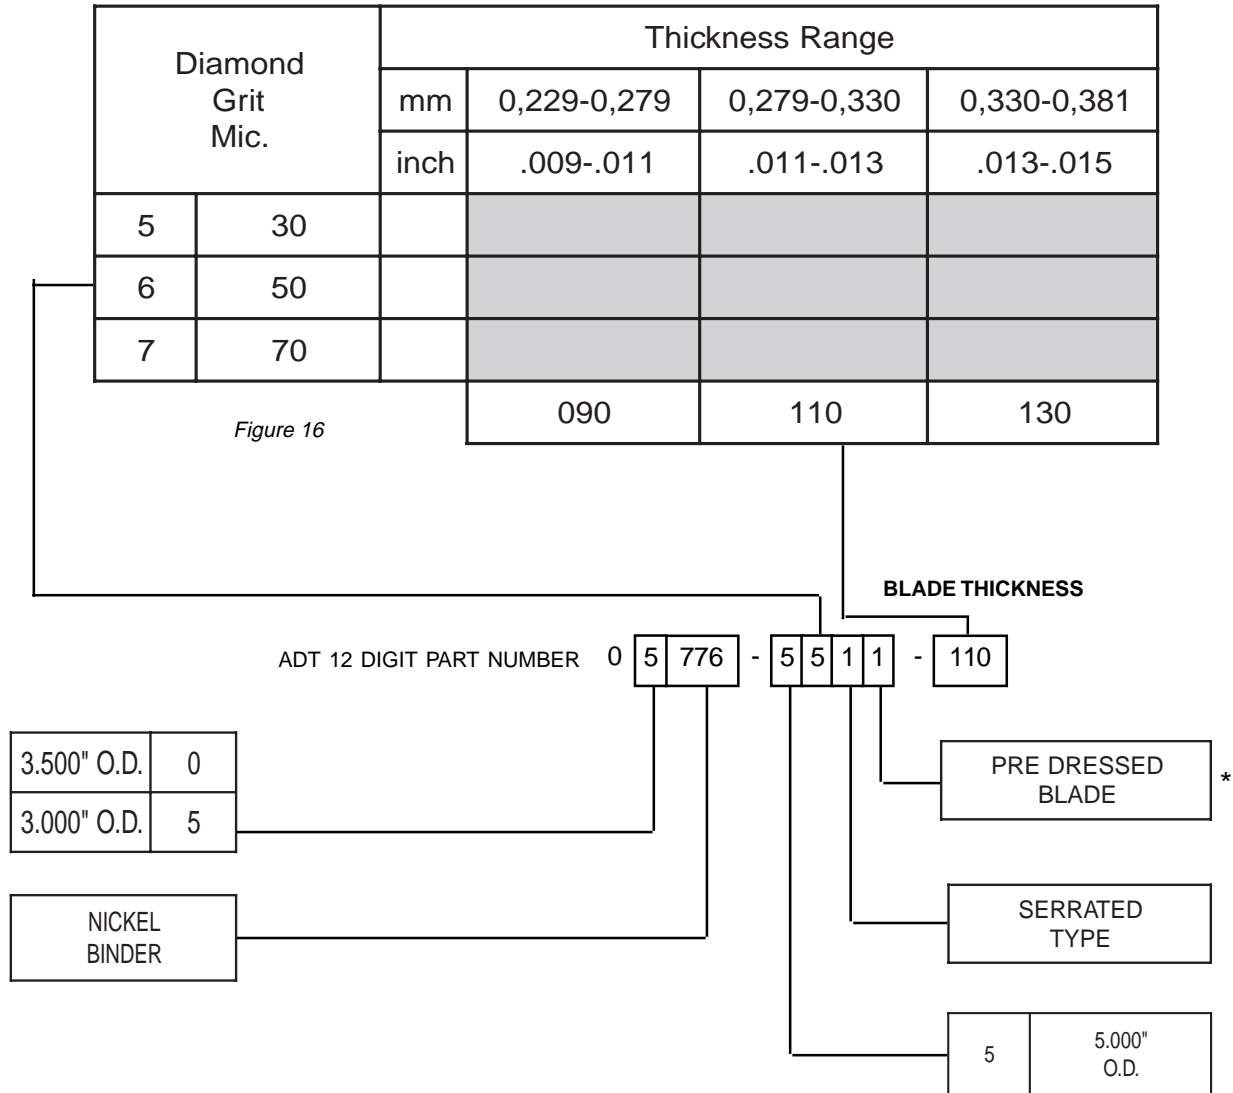 Diamond
Grit
Mic.
Thickness Range
mm 0,229-0,279 0,279-0,330 0,330-0,381
inch .009-.011 .011-.013 .013-.015
5 30
6 50
7 70
090 110 130
Figure 16
BLADE THICKNESS
ADT 12 DIGIT PART NUMBER 0 5 776 - 5 5 1 1 - 110
3.500" O.D. 0
3.000" O.D. 5
PRE DRESSED
BLADE
*
NICKEL
BINDER
SERRATED
TYPE
5 5.000"
O.D.